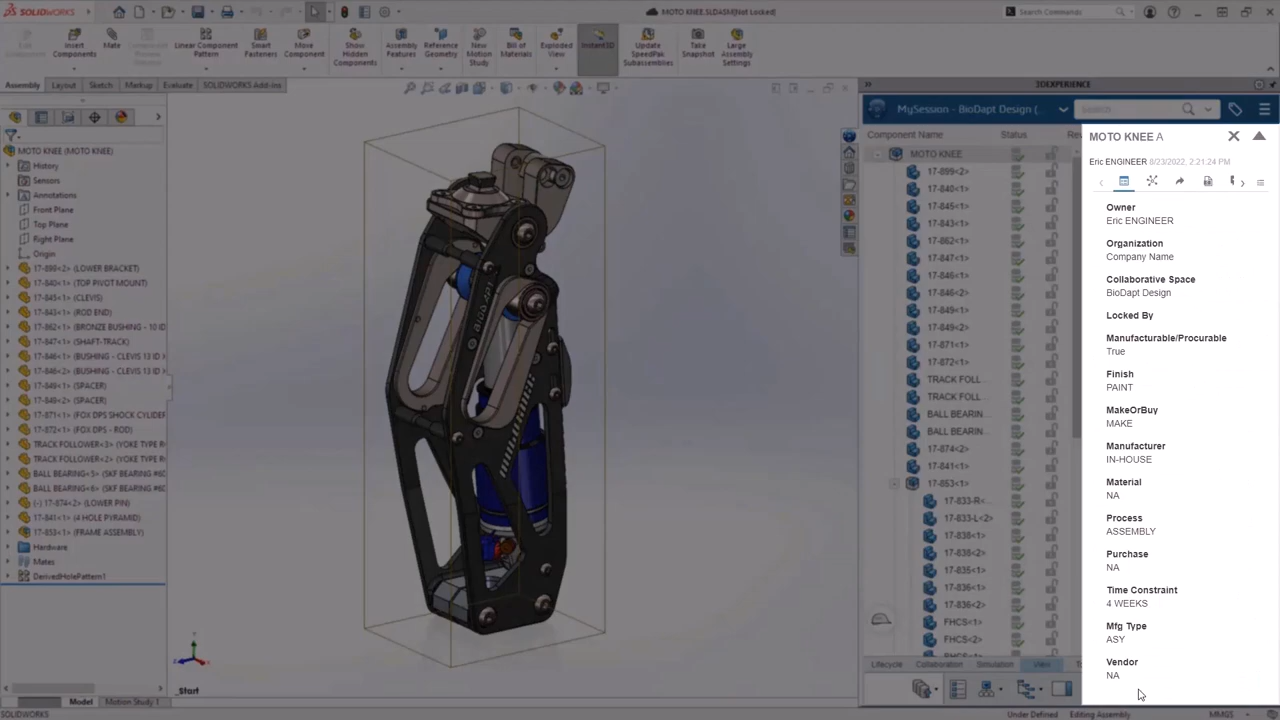 SOLIDWORKS
MOTO KNEE.SLDASM[Not Locked]
Search Commands
Insert Components
Mate
Linear Component Pattern
Smart Fasteners
Move Component
Show Hidden Components
Assembly Features
Reference Geometry
New Motion Study
Bill of Materials
Exploded View
Instant3D
Update SpeedPak Subassemblies
Take Snapshot
Large Assembly Settings
Assembly
Layout
Sketch
Markup
Evaluate
SOLIDWORKS Add-Ins
MOTO KNEE (MOTO KNEE)
History
Sensors
Annotations
Front Plane
Top Plane
Right Plane
Origin
17-899<2> (LOWER BRACKET)
17-840<1> (TOP PIVOT MOUNT)
17-845<1> (CLEVIS)
17-843<1> (ROD END)
17-862<1> (BRONZE BUSHING - 10 ID
17-847<1> (SHAFT-TRACK)
17-846<1> (BUSHING - CLEVIS 13 ID
17-846<2> (BUSHING - CLEVIS 13 ID
17-849<1> (SPACER)
17-849<2> (SPACER)
17-871<1> (FOX DPS SHOCK CYLIDER
17-872<1> (FOX DPS - ROD)
TRACK FOLLOWER<3> (YOKE TYPE R
TRACK FOLLOWER<4> (YOKE TYPE R
BALL BEARING<5> (SKF BEARING #60
BALL BEARING<6> (SKF BEARING #60
(-) 17-874<2> (LOWER PIN)
17-841<1> (4 HOLE PYRAMID)
17-853<1> (FRAME ASSEMBLY)
Hardware
Mates
DerivedHolePattern1
_Start
Model
Motion Study 1
SOLIDWORKS
Under Defined
Editing Assembly
MMGS
3DEXPERIENCE
MySession - BioDapt Design (
Search
Component Name
Status
Rev
MOTO KNEE
17-899<2>
17-840<1>
17-845<1>
17-843<1>
17-862<1>
17-847<1>
17-846<1>
17-846<2>
17-849<1>
17-849<2>
17-871<1>
17-872<1>
TRACK FOLL...
TRACK FOLL...
BALL BEARIN...
BALL BEARIN...
17-874<2>
17-841<1>
17-853<1>
17-833-R<...
17-833-L<2>
17-838<1>
17-838<2>
17-835<1>
17-836<1>
17-836<2>
FHCS<1>
FHCS<2>
Lifecycle
Collaboration
Simulation
View
MOTO KNEE A
Eric ENGINEER 8/23/2022, 2:21:24 PM
Owner
Eric ENGINEER
Organization
Company Name
Collaborative Space
BioDapt Design
Locked By
Manufacturable/Procurable
True
Finish
PAINT
MakeOrBuy
MAKE
Manufacturer
IN-HOUSE
Material
NA
Process
ASSEMBLY
Purchase
NA
Time Constraint
4 WEEKS
Mfg Type
ASY
Vendor
NA